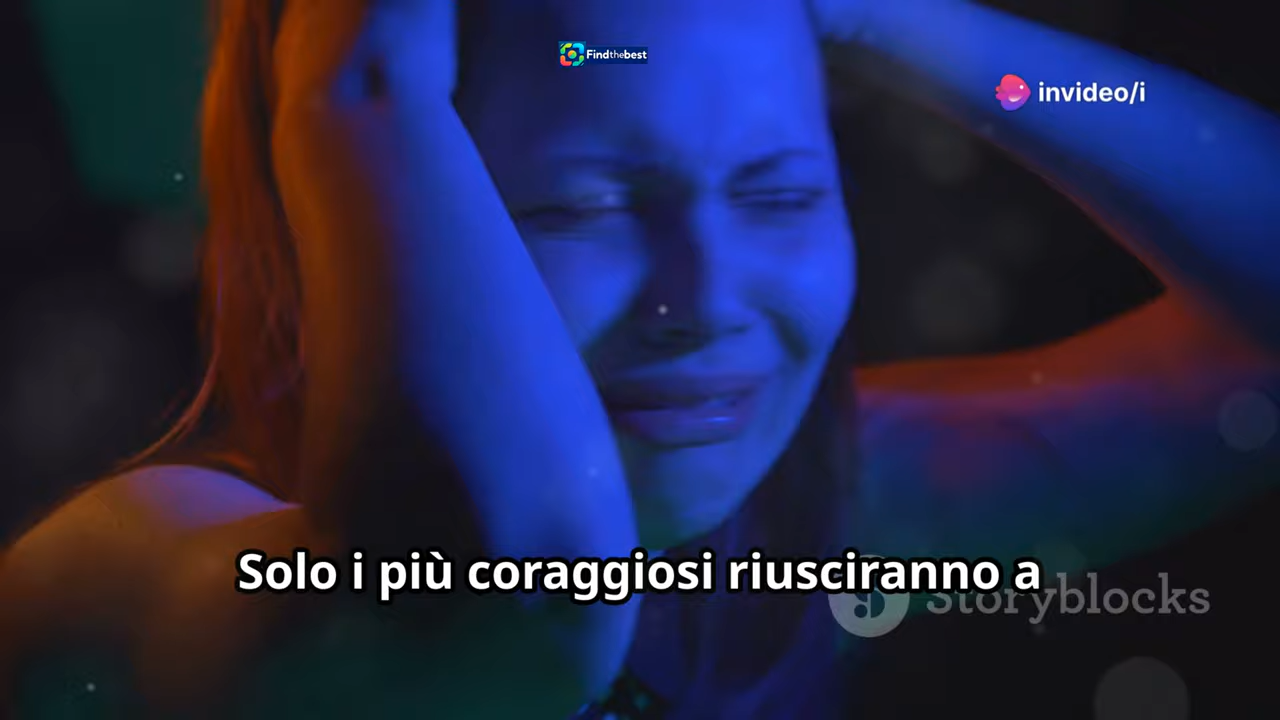 Findthebest
invideo/i
Solo i più coraggiosi riusciranno a
Storyblocks